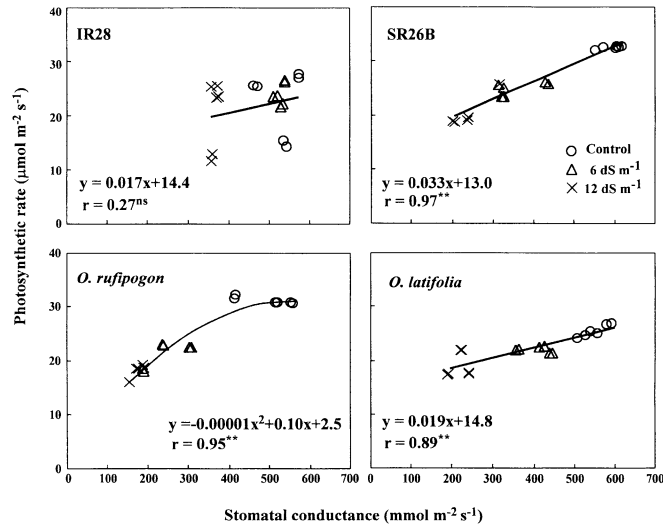 IR28
SR26B
40
30
20
10
0
y = 0.017x+14.4
r = 0.27ns
Control
6 dS m-1
12 dS m-1
y = 0.033x+13.0
r = 0.97**
Photosynthetic rate (μmol m-2 s-1)
O. rufipogon
O. latifolia
40
30
20
10
0
y =-0.00001x2+0.10x+2.5
r = 0.95**
y = 0.019x+14.8
r = 0.89**
0 100 200 300 400 500 600 700
0 100 200 300 400 500 600 700
Stomatal conductance (mmol m-2 s-1)